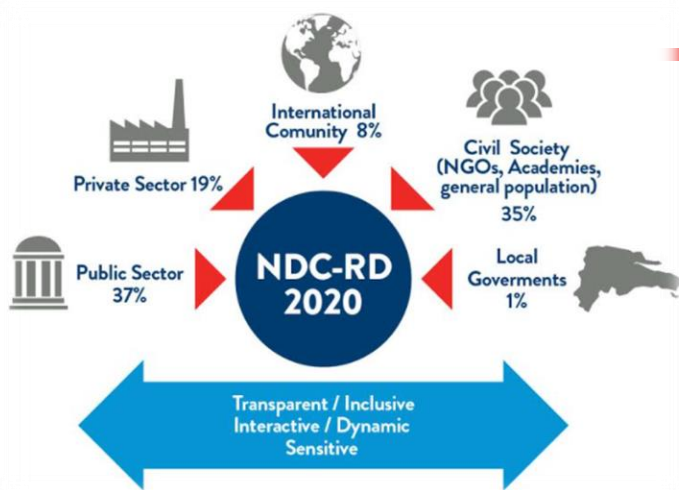 International
Comunity 8%
Civil Society
(NGOs, Academies,
general population)
35%
Private Sector 19%
Public Sector
37%
NDC-RD
2020
Local
Goverments
1%
Transparent / Inclusive
Interactive / Dynamic
Sensitive